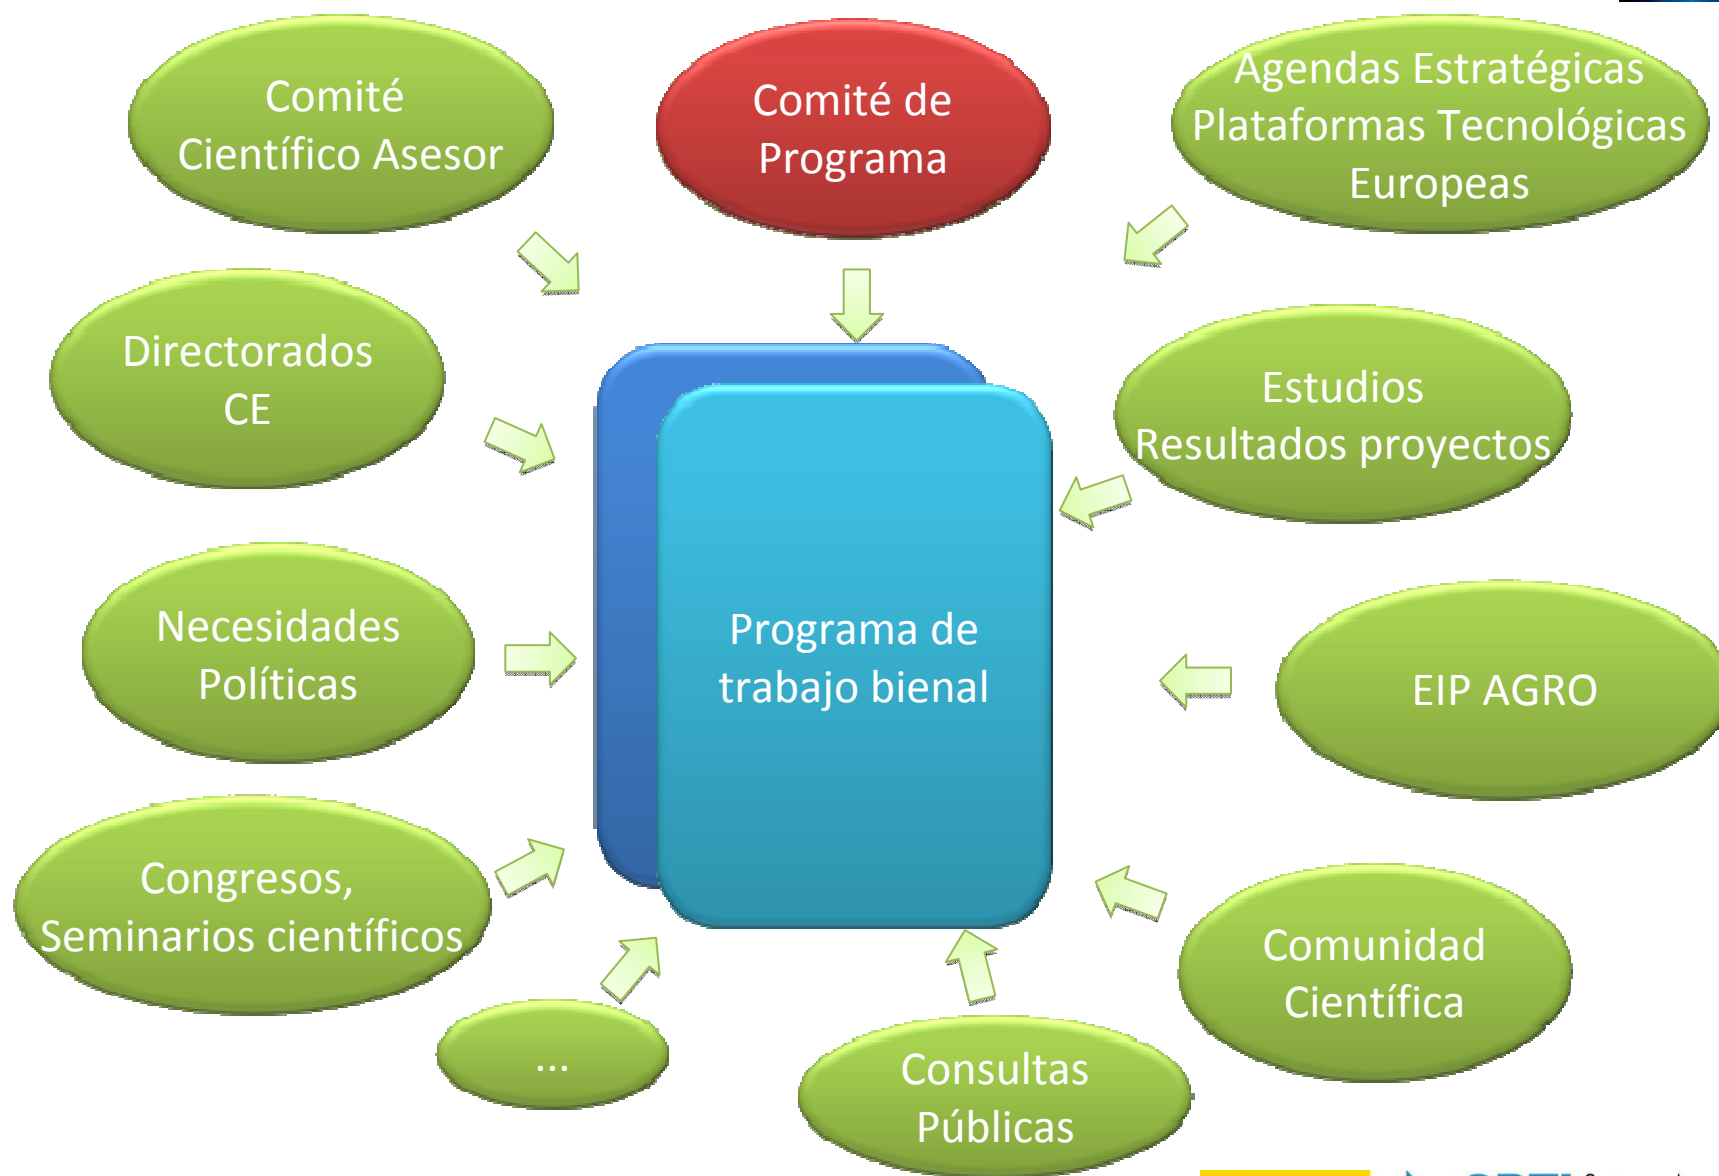 Comité
Científico Asesor
Comité de
Programa
Agendas Estratégicas
Plataformas Tecnológicas
Europeas
Directorados
CE
Estudios
Resultados proyectos
Necesidades
Políticas
Programa de
trabajo bienal
EIP AGRO
Congresos,
Seminarios científicos
Comunidad
Científica
...
Consultas
Públicas